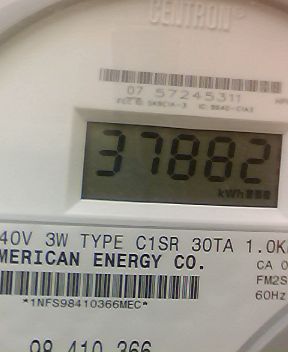 CENTRON®
07 57245311
37882
kWh
40V 3W TYPE C1SR 30TA 1.0K
MERICAN ENERGY CO.
CA 0
FM2S
60Hz
*1NFS98410366MEC*
98 410 366